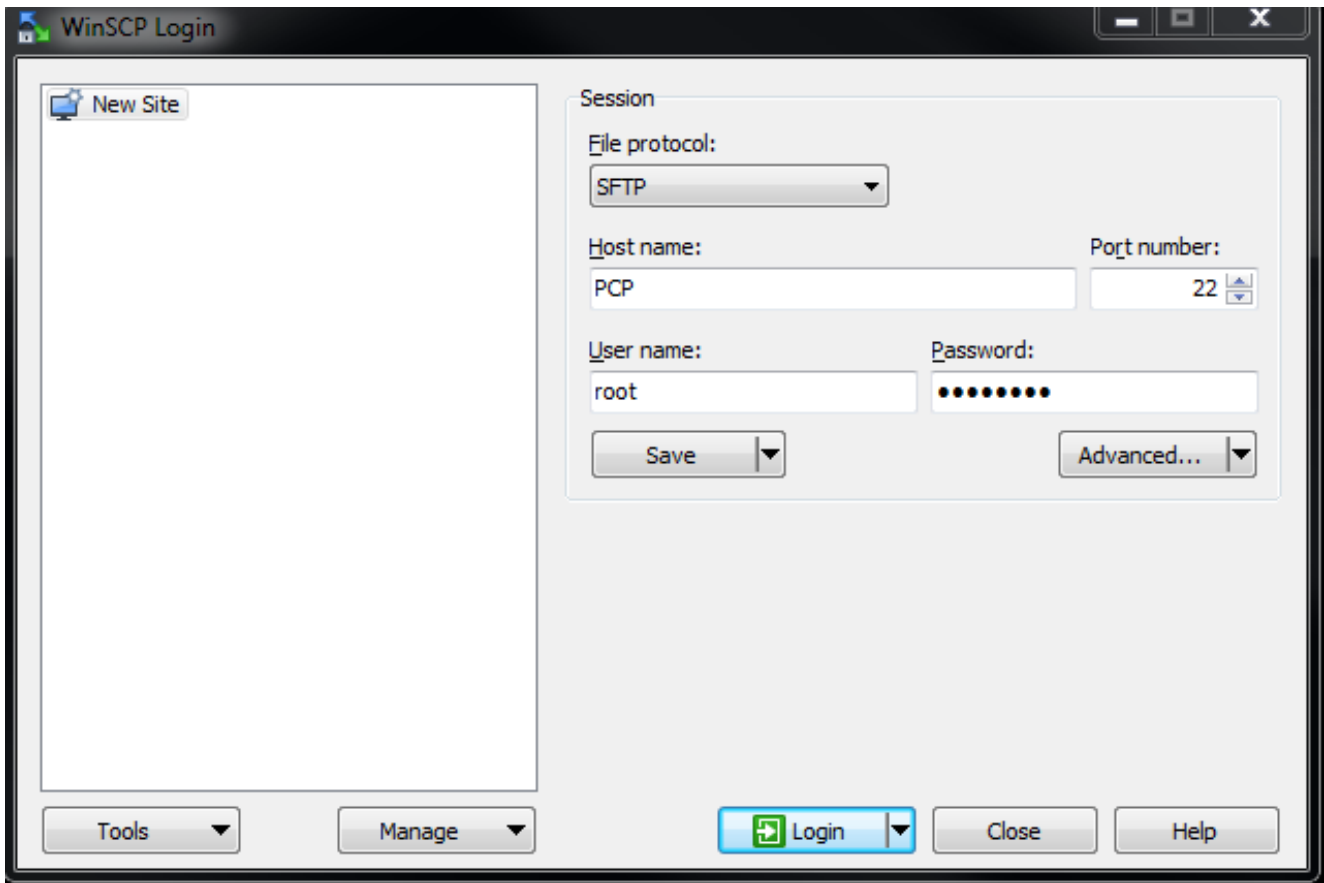 WinSCP Login
New Site
Session
File protocol:
SFTP
Host name: Port number:
PCP 22
User name: Password:
root ••••••••
Save Advanced...
Tools Manage Login Close Help